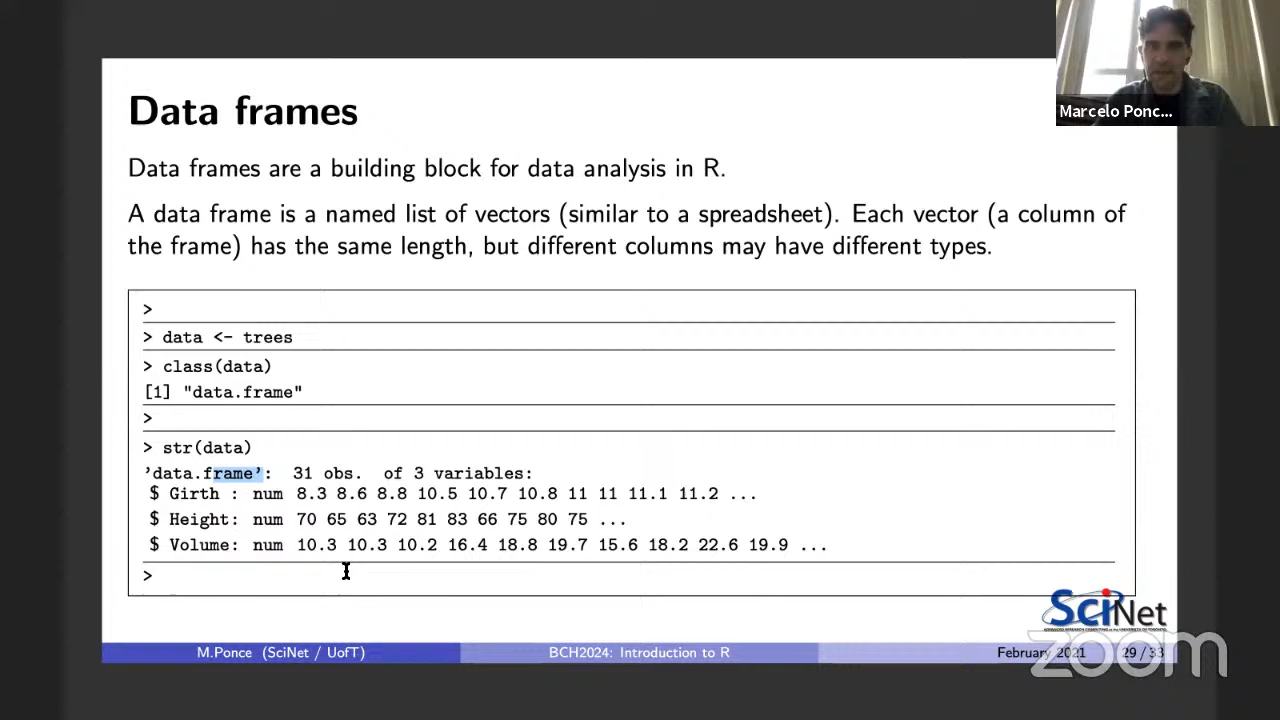 Marcelo Ponc...
Data frames
Data frames are a building block for data analysis in R.
A data frame is a named list of vectors (similar to a spreadsheet). Each vector (a column of
the frame) has the same length, but different columns may have different types.
>
> data <- trees
> class(data)
[1] "data.frame"
>
> str(data)
'data.frame': 31 obs. of 3 variables:
$ Girth : num 8.3 8.6 8.8 10.5 10.7 10.8 11 11 11.1 11.2 ...
$ Height: num 70 65 63 72 81 83 66 75 80 75 ...
$ Volume: num 10.3 10.3 10.2 16.4 18.8 19.7 15.6 18.2 22.6 19.9 ...
>
SciNet
M.Ponce (SciNet / UofT) BCH2024: Introduction to R February 2021 29 / 33
zoom